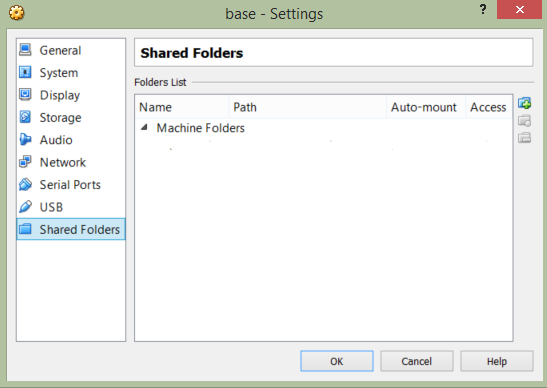 base - Settings
?
General
System
Display
Storage
Audio
Network
Serial Ports
USB
Shared Folders
Shared Folders
Folders List
Name Path Auto-mount Access
Machine Folders
OK Cancel Help